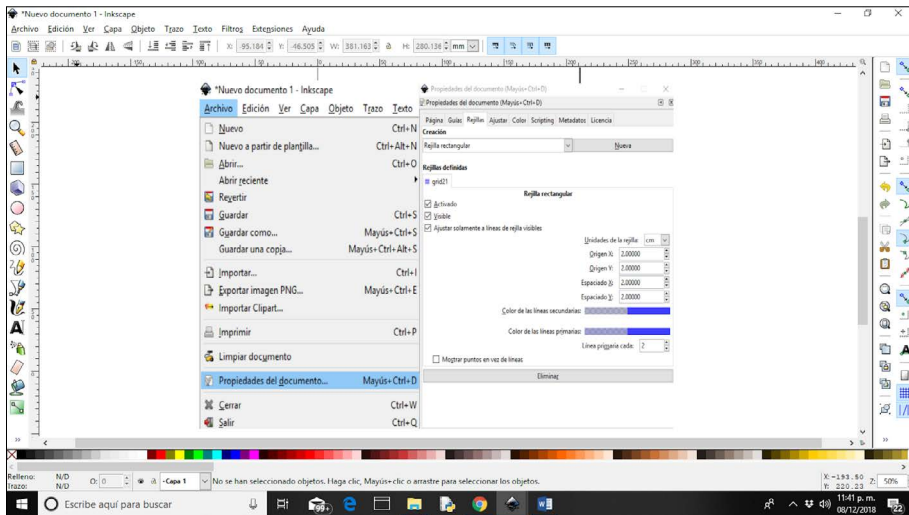 *Nuevo documento 1 - Inkscape
Archivo Edición Ver Capa Objeto Trazo Texto Filtros Extensiones Ayuda
X: -95.184 Y: -46.505 W: 381.163 H: 280.136 mm
*Nuevo documento 1 - Inkscape
Archivo Edición Ver Capa Objeto Trazo Texto
Nuevo Ctrl+N
Nuevo a partir de plantilla... Ctrl+Alt+N
Abrir... Ctrl+O
Abrir reciente
Revertir
Guardar Ctrl+S
Guardar como... Mayús+Ctrl+S
Guardar una copia... Mayús+Ctrl+Alt+S
Importar... Ctrl+I
Exportar imagen PNG... Mayús+Ctrl+E
Importar Clipart...
Imprimir Ctrl+P
Limpiar documento
Propiedades del documento... Mayús+Ctrl+D
Cerrar Ctrl+W
Salir Ctrl+Q
Propiedades del documento (Mayús+Ctrl+D)
Propiedades del documento (Mayús+Ctrl+D)
Página Guías Rejillas Ajustar Color Scripting Metadatos Licencia
Creación
Rejilla rectangular Nueva
Rejillas definidas
grid21
Rejilla rectangular
Activado
Visible
Ajustar solamente a líneas de rejilla visibles
Unidades de la rejilla: cm
Origen X: 2,00000
Origen Y: 2,00000
Espaciado X: 2,00000
Espaciado Y: 2,00000
Color de las líneas secundarias:
Color de las líneas primarias:
Línea primaria cada: 2
Mostrar puntos en vez de líneas
Eliminar
Relleno: N/D
Trazo: N/D
O: 0
-Capa 1
No se han seleccionado objetos. Haga clic, Mayús+clic o arrastre para seleccionar los objetos.
X: -193.50
Y: 220.23
Z: 50%
Escribe aquí para buscar
99+
11:41 p. m.
08/12/2018
22